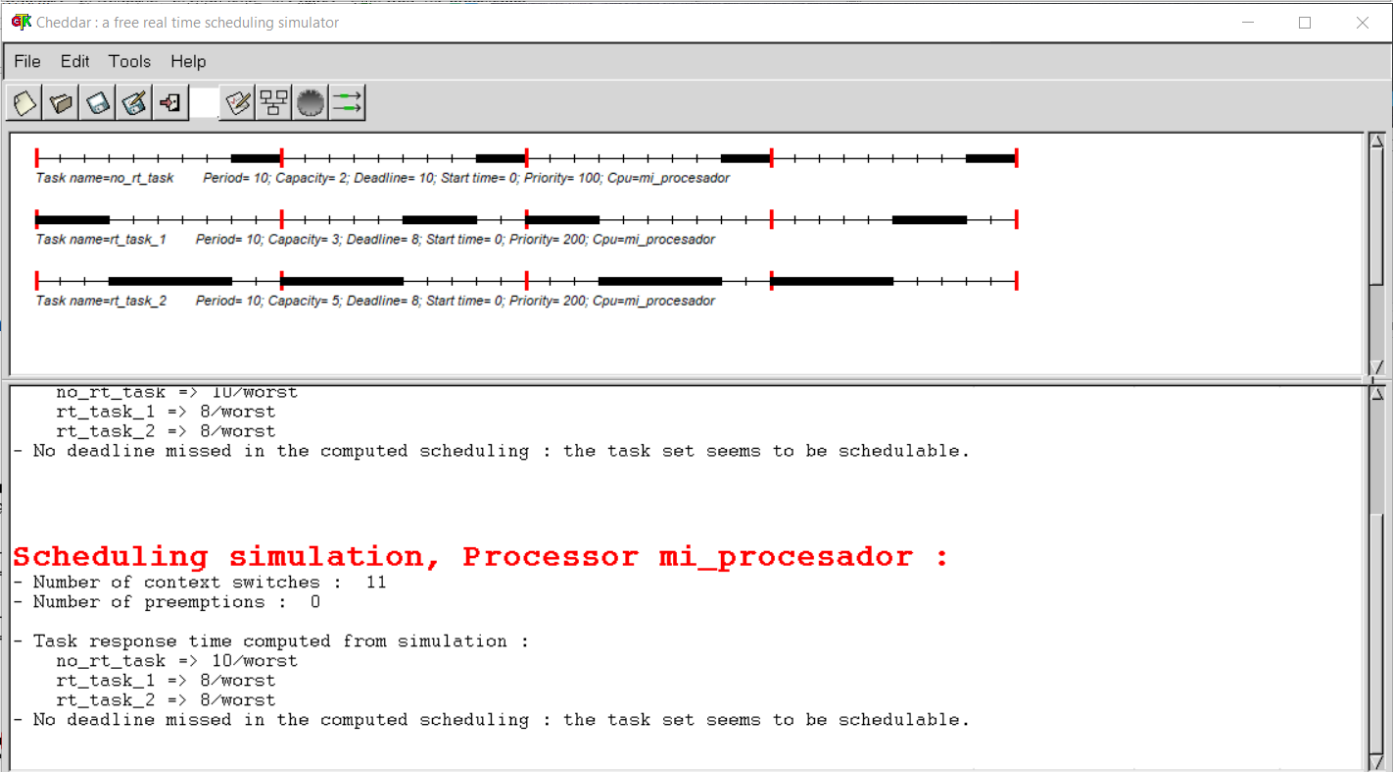 Cheddar : a free real time scheduling simulator
File Edit Tools Help
Task name=no_rt_task Period= 10; Capacity= 2; Deadline= 10; Start time= 0; Priority= 100; Cpu=mi_procesador
Task name=rt_task_1 Period= 10; Capacity= 3; Deadline= 8; Start time= 0; Priority= 200; Cpu=mi_procesador
Task name=rt_task_2 Period= 10; Capacity= 5; Deadline= 8; Start time= 0; Priority= 200; Cpu=mi_procesador
no_rt_task => 10/worst
rt_task_1 => 8/worst
rt_task_2 => 8/worst
- No deadline missed in the computed scheduling : the task set seems to be schedulable.
Scheduling simulation, Processor mi_procesador :
- Number of context switches : 11
- Number of preemptions : 0
- Task response time computed from simulation :
no_rt_task => 10/worst
rt_task_1 => 8/worst
rt_task_2 => 8/worst
- No deadline missed in the computed scheduling : the task set seems to be schedulable.